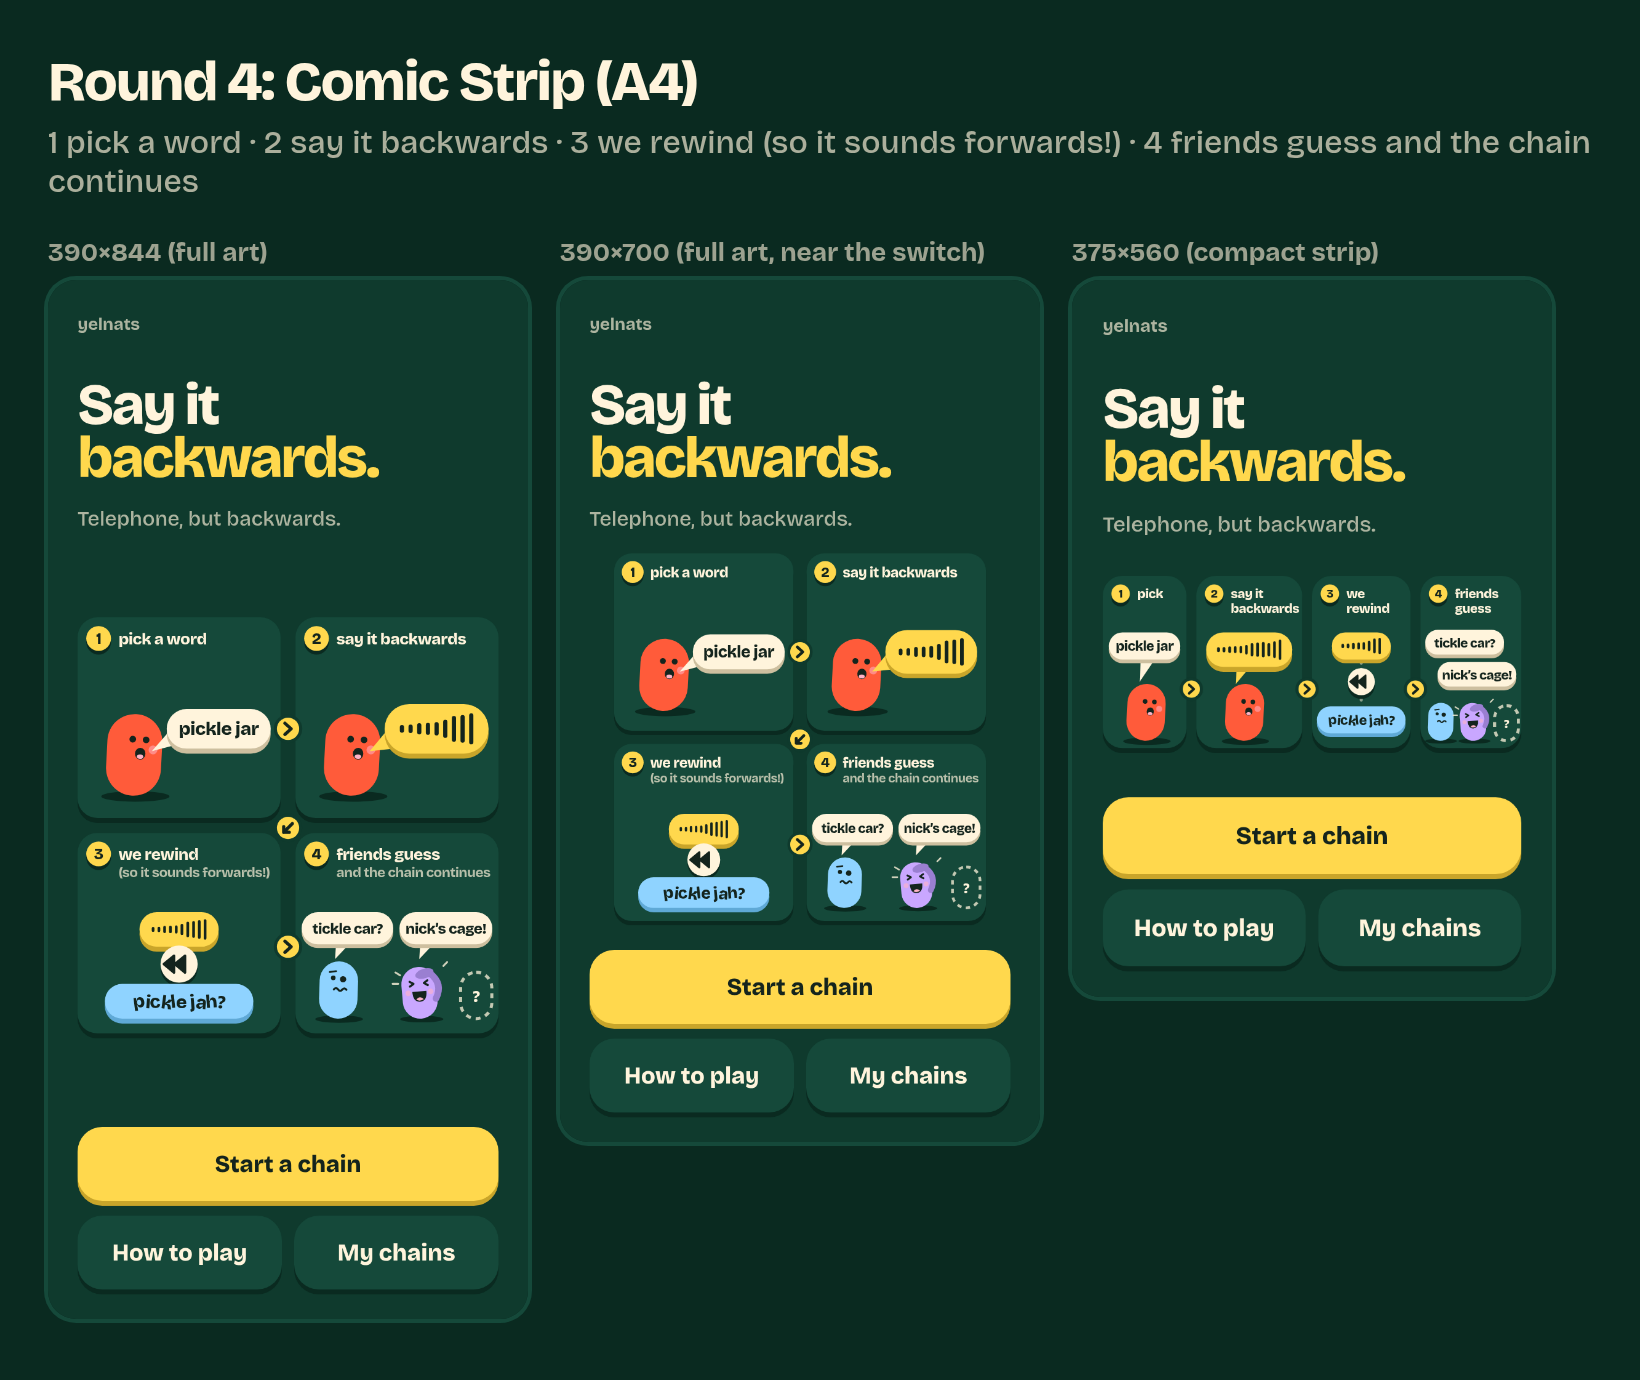 Round 4: Comic Strip (A4)
1 pick a word · 2 say it backwards · 3 we rewind (so it sounds forwards!) · 4 friends guess and the chain
continues
390×844 (full art)
yelnats
Say it
backwards.
Telephone, but backwards.
1 pick a word
pickle jar
2 say it backwards
3 we rewind
(so it sounds forwards!)
pickle jah?
4 friends guess
and the chain continues
tickle car? nick's cage!
?
Start a chain
How to play My chains
390×700 (full art, near the switch)
yelnats
Say it
backwards.
Telephone, but backwards.
1 pick a word
pickle jar
2 say it backwards
3 we rewind
(so it sounds forwards!)
pickle jah?
4 friends guess
and the chain continues
tickle car? nick's cage!
?
Start a chain
How to play My chains
375×560 (compact strip)
yelnats
Say it
backwards.
Telephone, but backwards.
1 pick
pickle jar
2 say it
backwards
3 we
rewind
pickle jah?
4 friends
guess
tickle car?
nick's cage!
?
Start a chain
How to play My chains